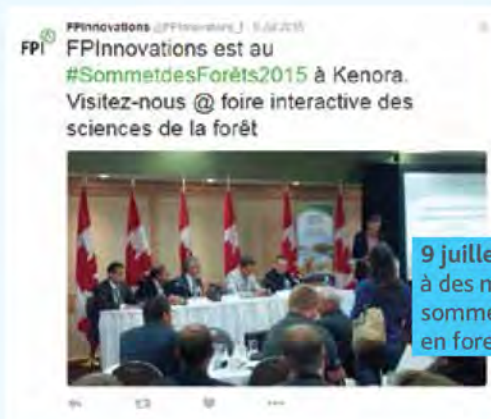 FPInnovations
FPI
FPInnovations est au
#SommetdesForêts2015 à Kenora.
Visitez-nous @ foire interactive des
sciences de la forêt
9 juille
à des n
somme
en fore